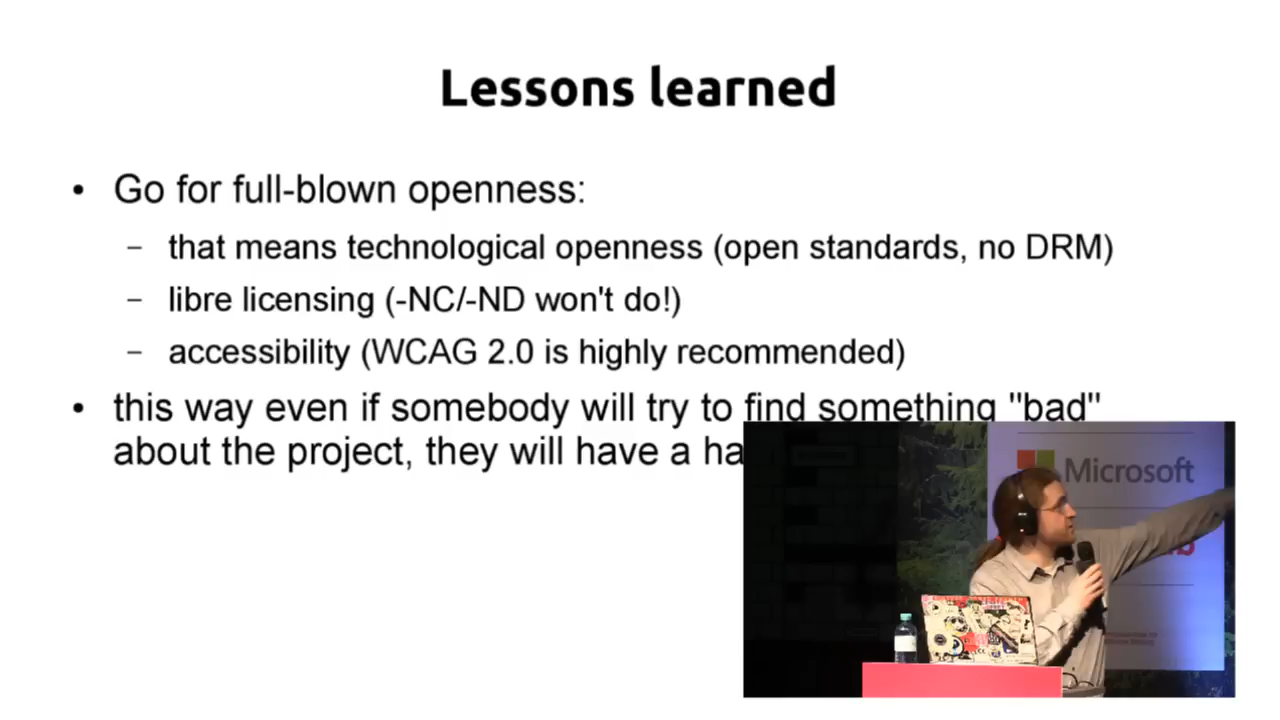 Lessons learned
• Go for full-blown openness:
– that means technological openness (open standards, no DRM)
– libre licensing (-NC/-ND won't do!)
– accessibility (WCAG 2.0 is highly recommended)
• this way even if somebody will try to find something "bad"
about the project, they will have a ha
Microsoft